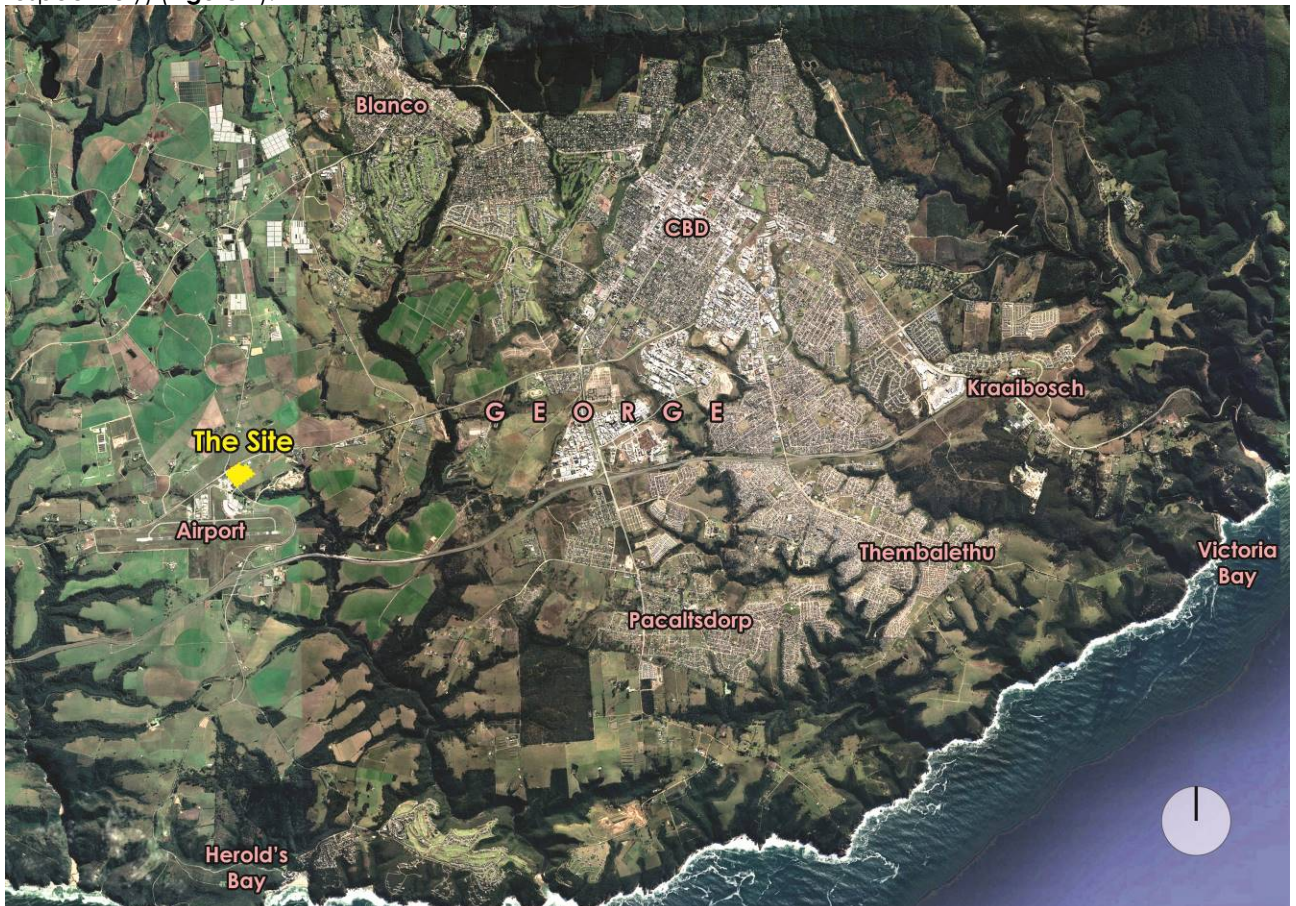 Blanco
CBD
G E O R G E
Kraaibosch
The Site
Airport
Thembalethu
Victoria
Bay
Pacaltsdorp
Herold's
Bay